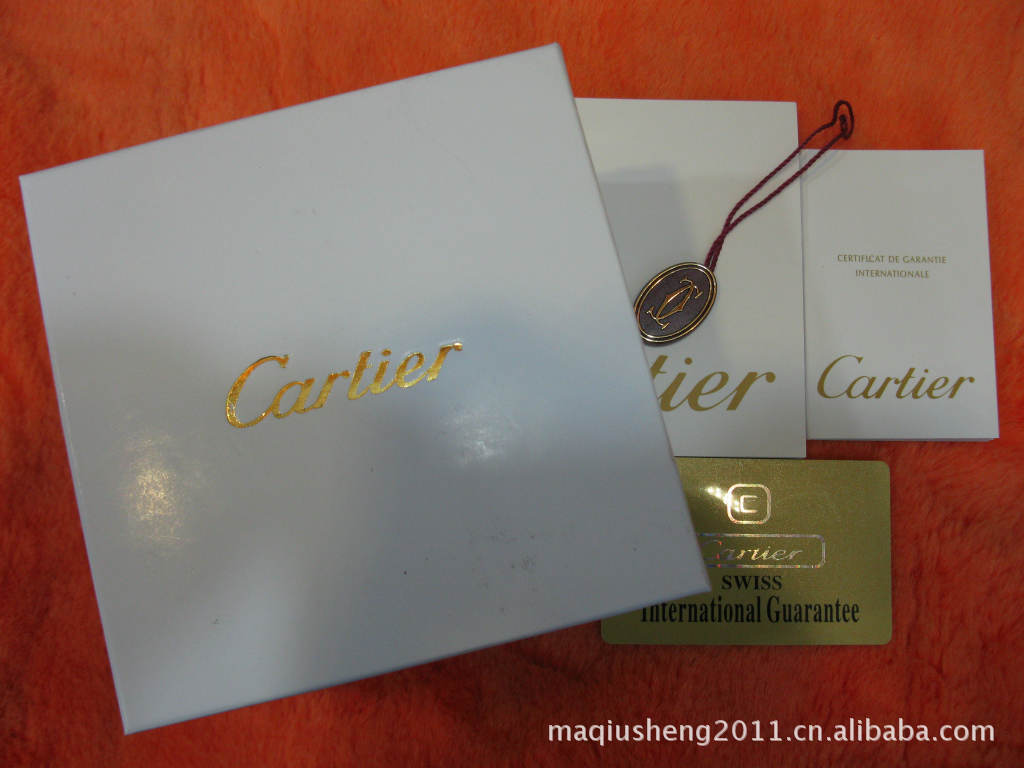 Cartier
tier
CERTIFICAT DE GARANTIE
INTERNATIONALE
Cartier
C
Cartier
SWISS
International Guarantee
maqiusheng2011.cn.alibaba.com